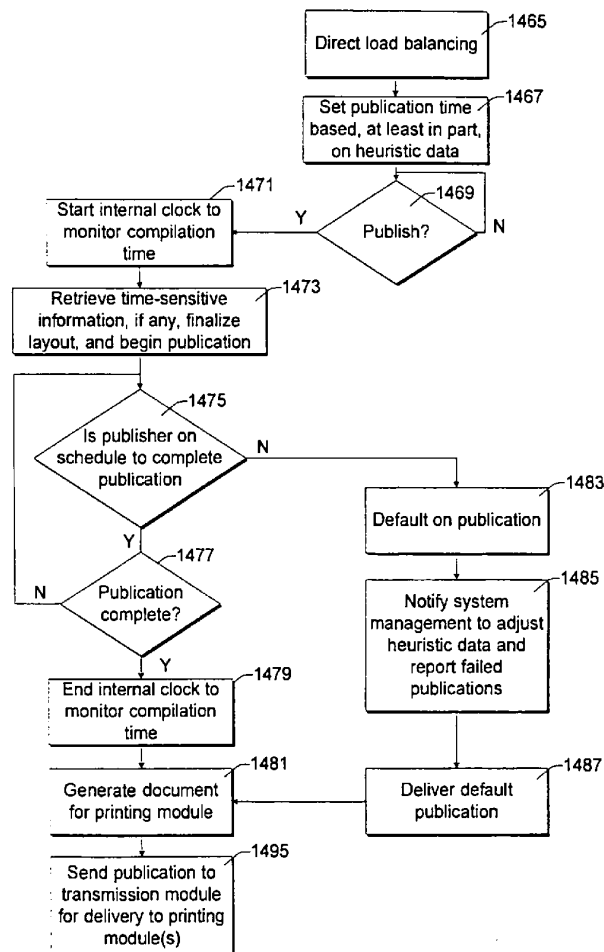 1465
Direct load balancing
1467
Set publication time
based, at least in part,
on heuristic data
1469
Publish?
Y
N
1471
Start internal clock to
monitor compilation
time
1473
Retrieve time-sensitive
information, if any, finalize
layout, and begin publication
1475
Is publisher on
schedule to complete
publication
N
Y
1477
Publication
complete?
N
Y
1479
End internal clock to
monitor compilation
time
1481
Generate document
for printing module
1495
Send publication to
transmission module
for delivery to printing
module(s)
1483
Default on publication
1485
Notify system
management to adjust
heuristic data and
report failed
publications
1487
Deliver default
publication